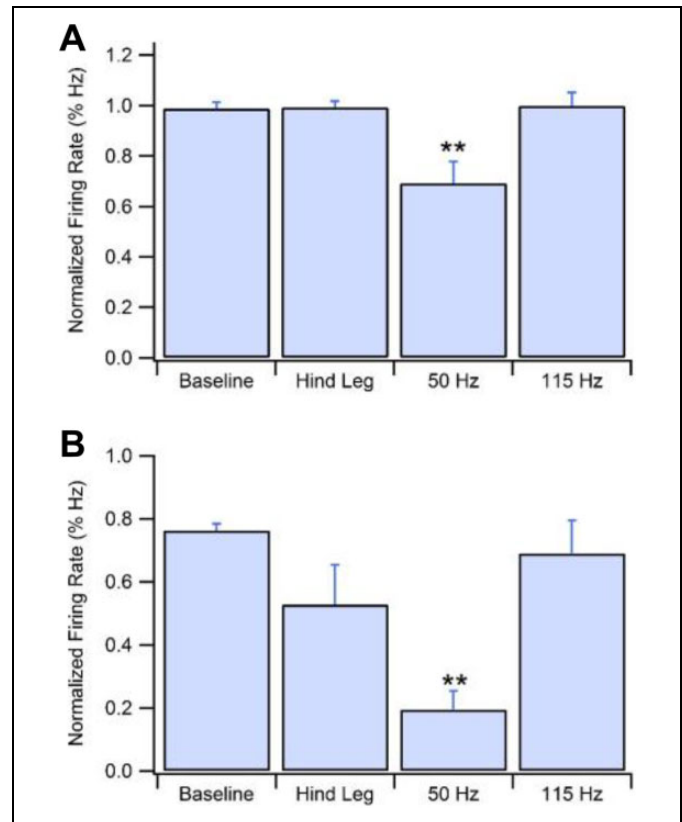 A
Normalized Firing Rate (% Hz)
1.2
1.0
0.8
0.6
0.4
0.2
0.0
**
Baseline Hind Leg 50 Hz 115 Hz
B
Normalized Firing Rate (% Hz)
1.0
0.8
0.6
0.4
0.2
0.0
**
Baseline Hind Leg 50 Hz 115 Hz